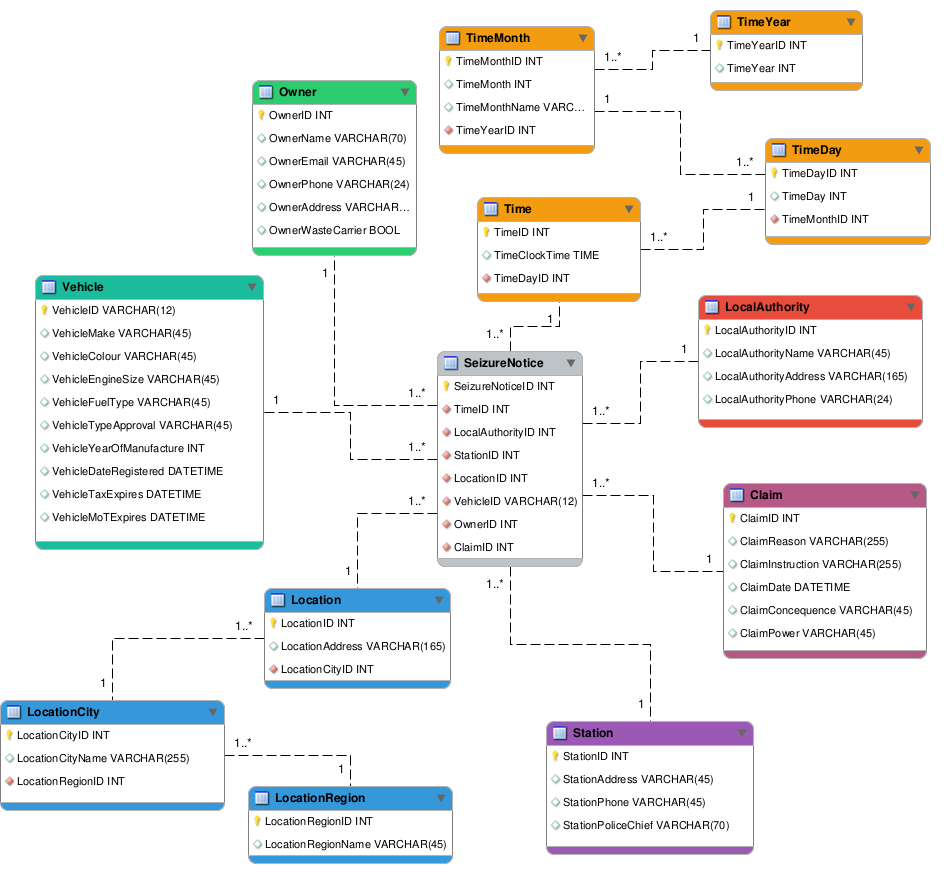 TimeYear
TimeYearID INT
TimeYear INT
TimeMonth
TimeMonthID INT
TimeMonth INT
TimeMonthName VARC...
TimeYearID INT
1
1..*
1
1..*
Owner
OwnerID INT
OwnerName VARCHAR(70)
OwnerEmail VARCHAR(45)
OwnerPhone VARCHAR(24)
OwnerAddress VARCHAR...
OwnerWasteCarrier BOOL
1
TimeDay
TimeDayID INT
TimeDay INT
TimeMonthID INT
1
1..*
Time
TimeID INT
TimeClockTime TIME
TimeDayID INT
1
1..*
Vehicle
VehicleID VARCHAR(12)
VehicleMake VARCHAR(45)
VehicleColour VARCHAR(45)
VehicleEngineSize VARCHAR(45)
VehicleFuelType VARCHAR(45)
VehicleTypeApproval VARCHAR(45)
VehicleYearOfManufacture INT
VehicleDateRegistered DATETIME
VehicleTaxExpires DATETIME
VehicleMoTExpires DATETIME
1
1..*
1..*
1..*
SeizureNotice
SeizureNoticeID INT
TimeID INT
LocalAuthorityID INT
StationID INT
LocationID INT
VehicleID VARCHAR(12)
OwnerID INT
ClaimID INT
1..*
1
1..*
1
1..*
1
LocalAuthority
LocalAuthorityID INT
LocalAuthorityName VARCHAR(45)
LocalAuthorityAddress VARCHAR(165)
LocalAuthorityPhone VARCHAR(24)
Claim
ClaimID INT
ClaimReason VARCHAR(255)
ClaimInstruction VARCHAR(255)
ClaimDate DATETIME
ClaimConcequence VARCHAR(45)
ClaimPower VARCHAR(45)
1
Location
LocationID INT
LocationAddress VARCHAR(165)
LocationCityID INT
1..*
1
LocationCity
LocationCityID INT
LocationCityName VARCHAR(255)
LocationRegionID INT
1..*
1
LocationRegion
LocationRegionID INT
LocationRegionName VARCHAR(45)
Station
StationID INT
StationAddress VARCHAR(45)
StationPhone VARCHAR(45)
StationPoliceChief VARCHAR(70)